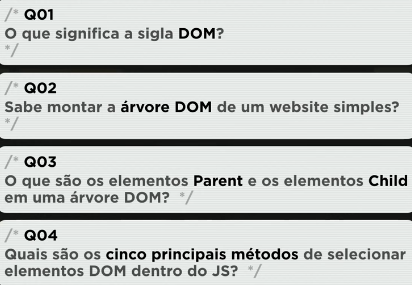 /* Q01
O que significa a sigla DOM?
*/
/* Q02
Sabe montar a árvore DOM de um website simples?
*/
/* Q03
O que são os elementos Parent e os elementos Child
em uma árvore DOM? */
/* Q04
Quais são os cinco principais métodos de selecionar
elementos DOM dentro do JS? */